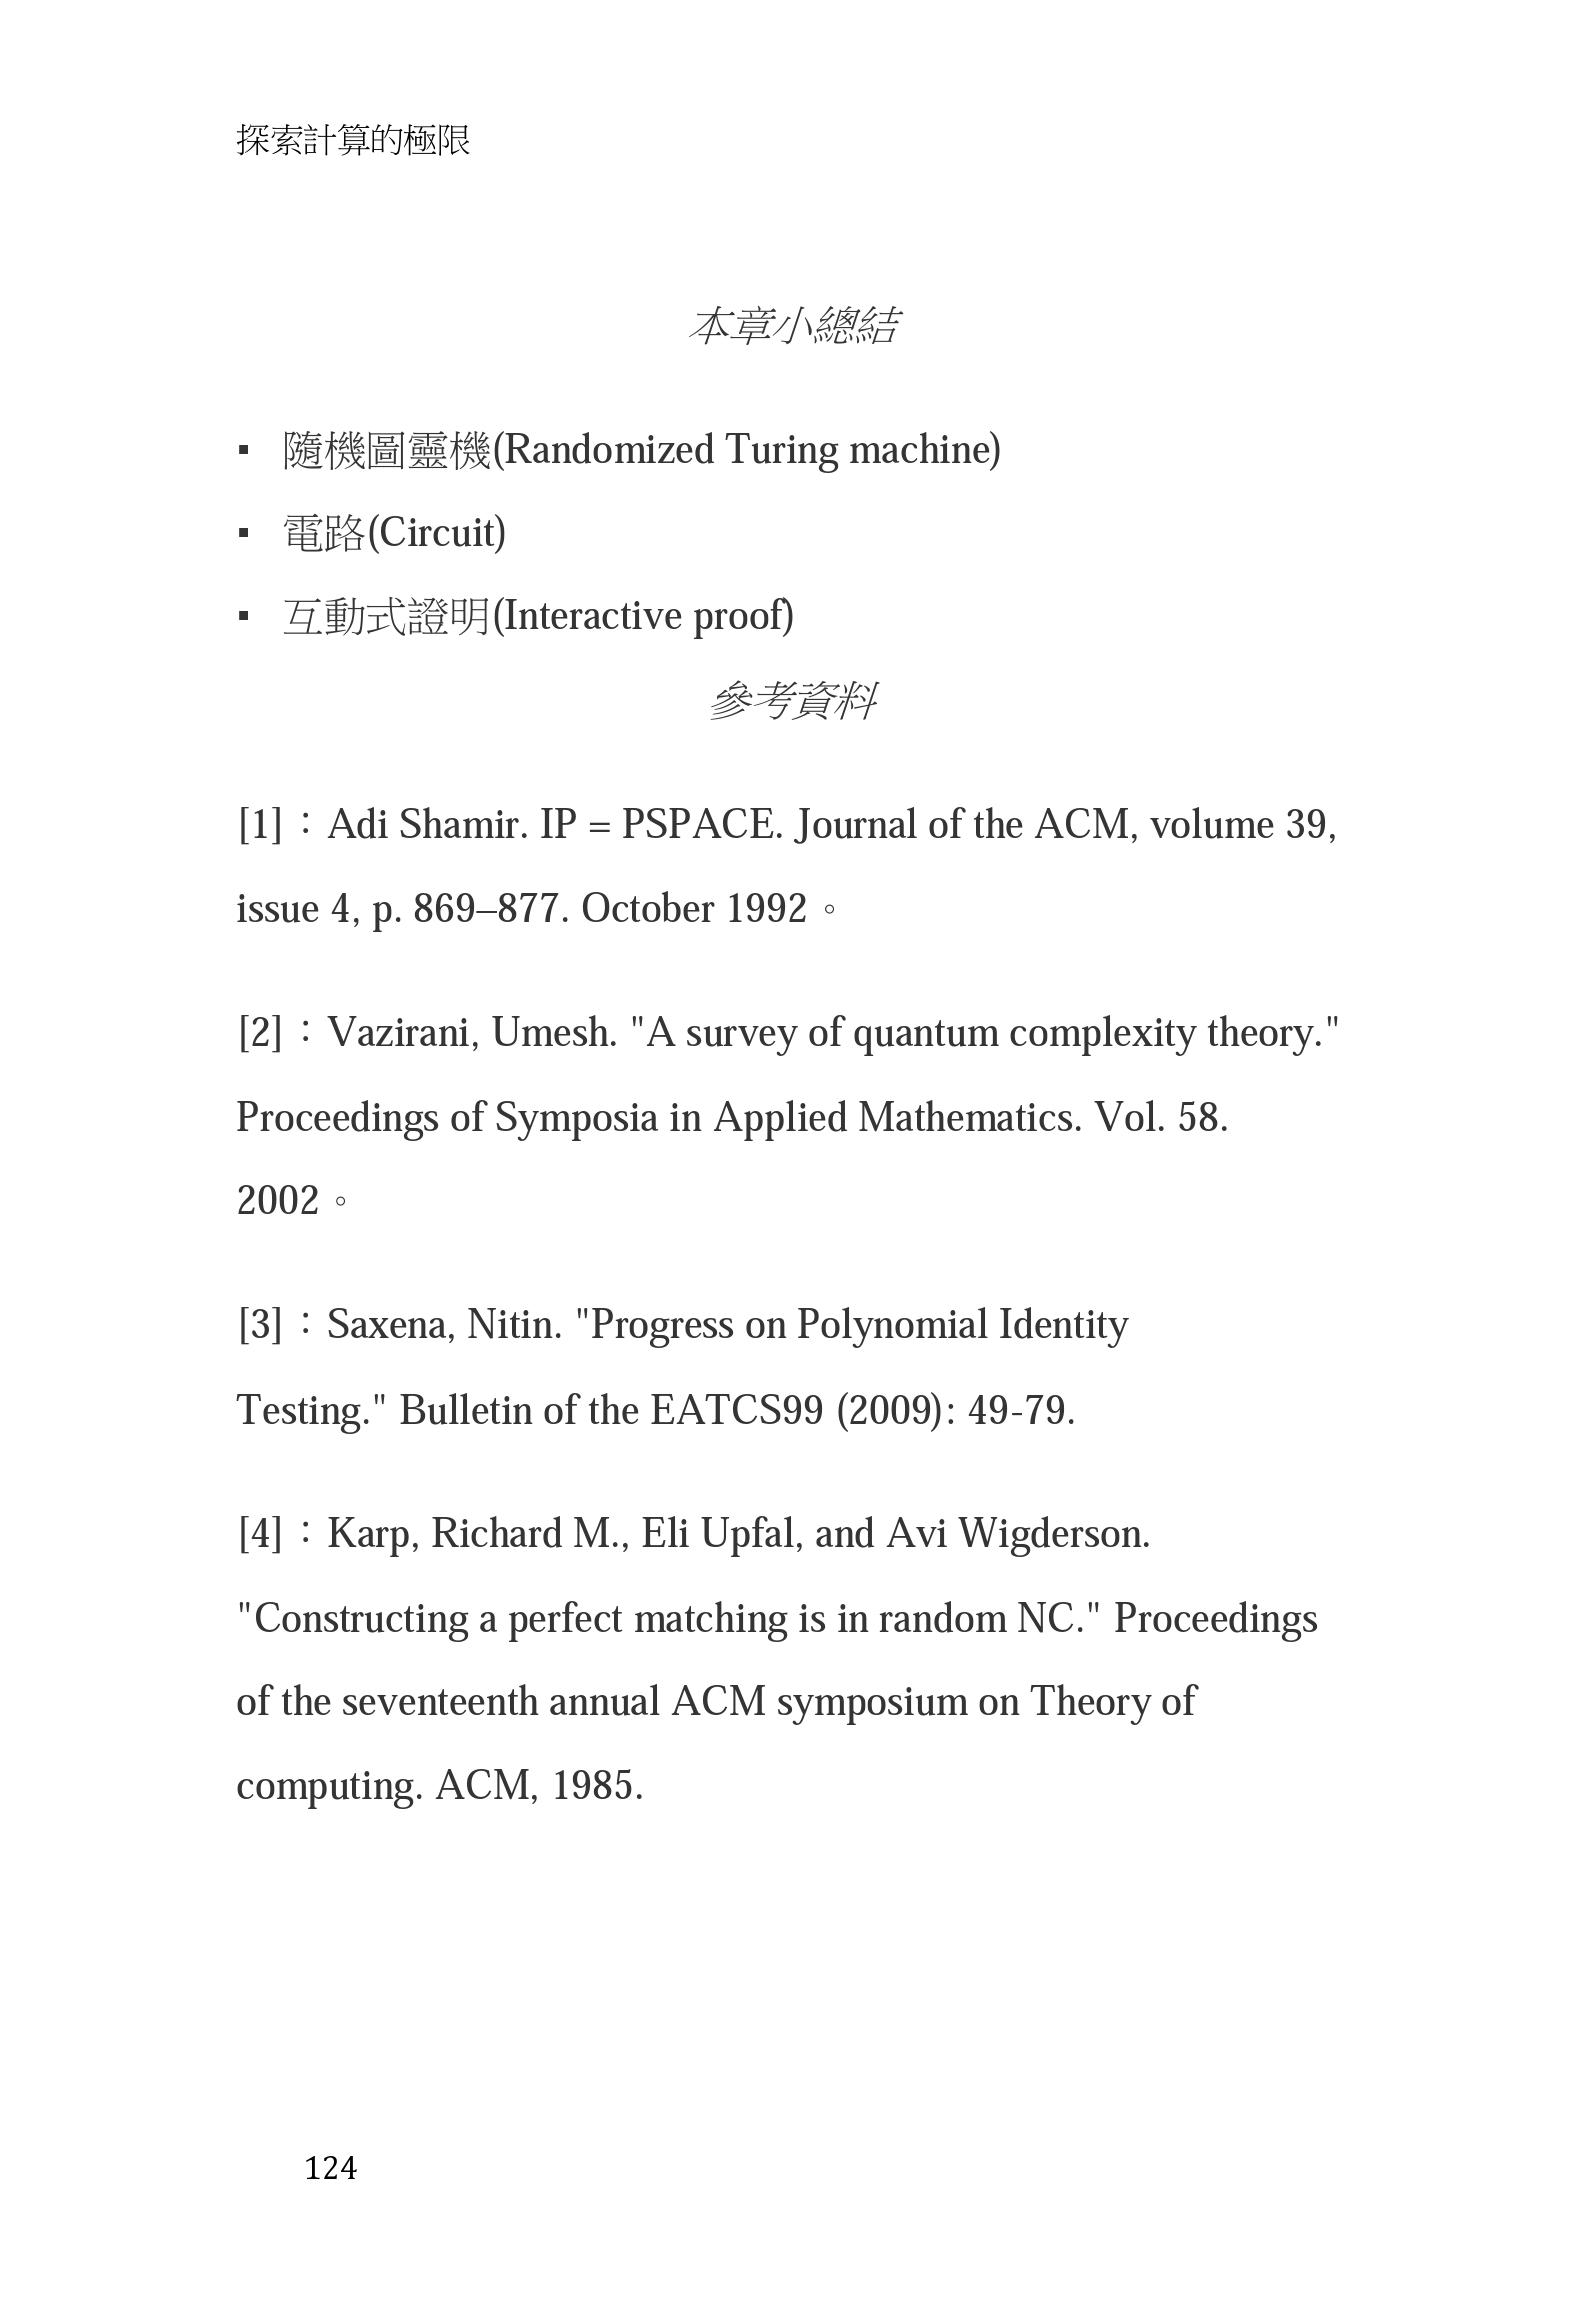 探索計算的極限
本章小總結
▪ 隨機圖靈機(Randomized Turing machine)
▪ 電路(Circuit)
▪ 互動式證明(Interactive proof)
參考資料
[1]：Adi Shamir. IP = PSPACE. Journal of the ACM, volume 39,
issue 4, p. 869–877. October 1992。
[2]：Vazirani, Umesh. "A survey of quantum complexity theory."
Proceedings of Symposia in Applied Mathematics. Vol. 58.
2002。
[3]：Saxena, Nitin. "Progress on Polynomial Identity
Testing." Bulletin of the EATCS99 (2009): 49-79.
[4]：Karp, Richard M., Eli Upfal, and Avi Wigderson.
"Constructing a perfect matching is in random NC." Proceedings
of the seventeenth annual ACM symposium on Theory of
computing. ACM, 1985.
124